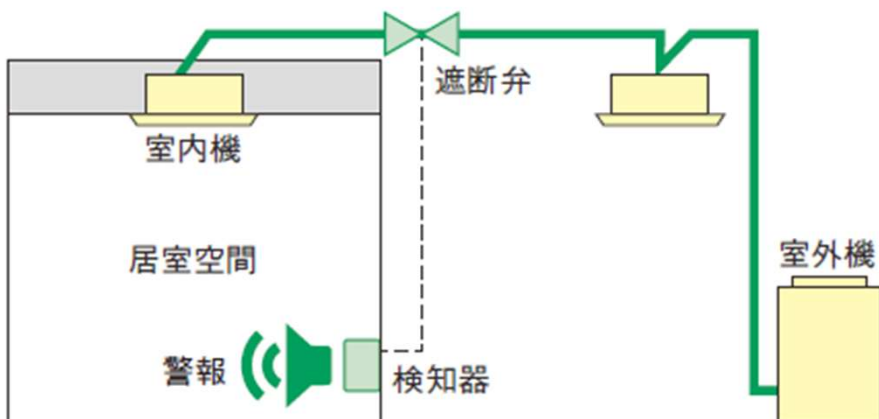 遮断弁
室内機
居室空間
室外機
警報
検知器